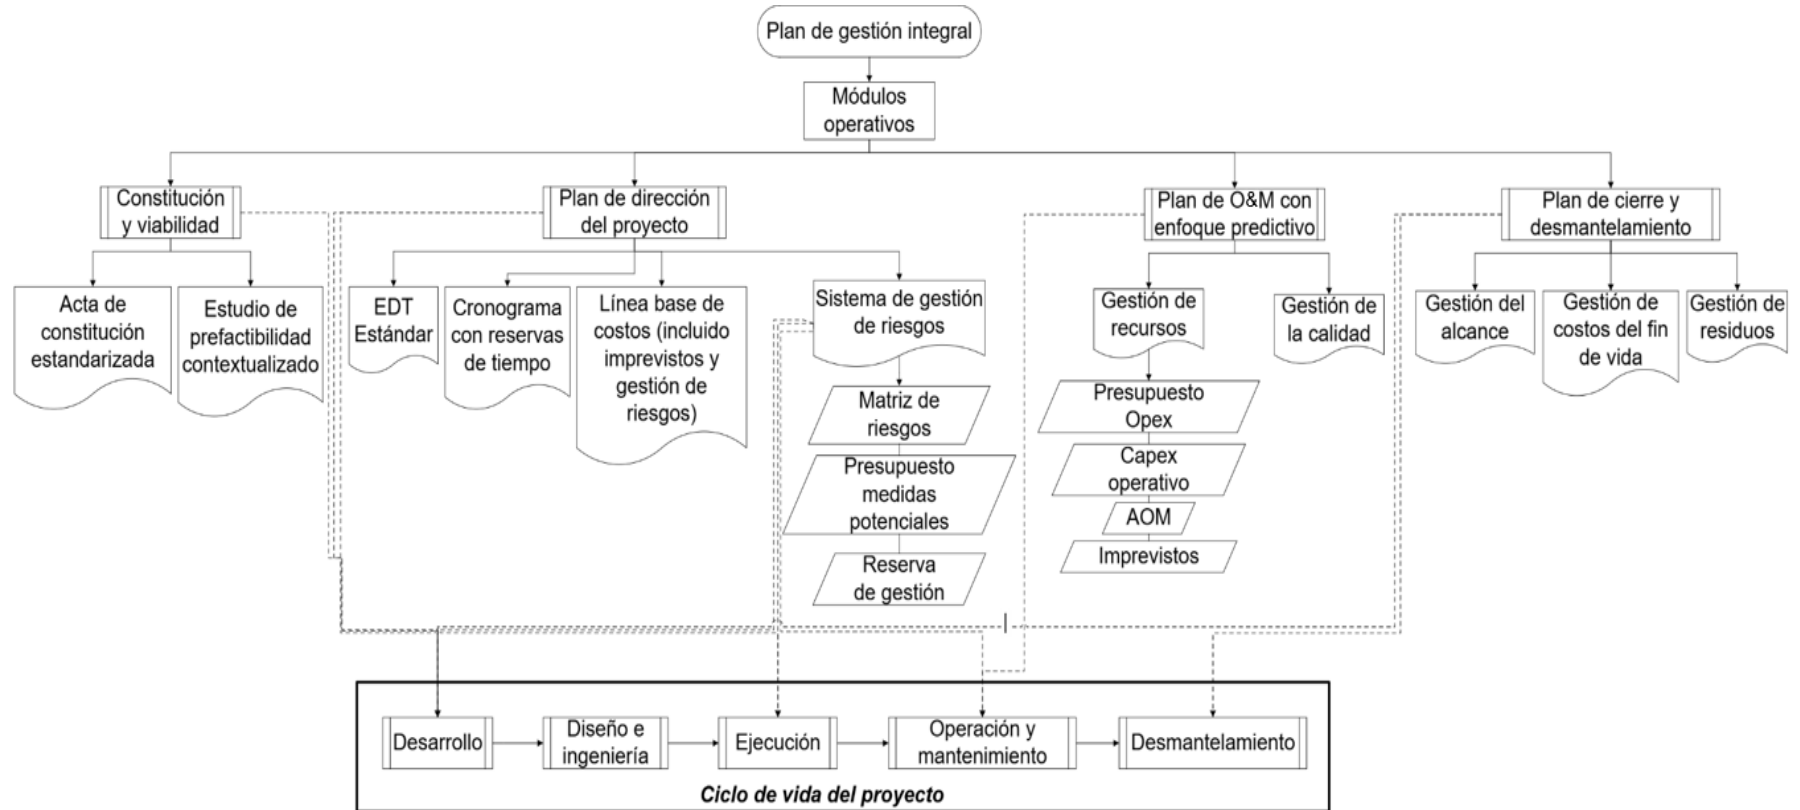 Plan de gestión integral
Módulos
operativos
Constitución
y viabilidad
Plan de dirección
del proyecto
Plan de O&M con
enfoque predictivo
Plan de cierre y
desmantelamiento
Acta de
constitución
estandarizada
Estudio de
prefactibilidad
contextualizado
EDT
Estándar
Cronograma
con reservas
de tiempo
Línea base de
costos (incluido
imprevistos y
gestión de
riesgos)
Sistema de gestión
de riesgos
Matriz de
riesgos
Presupuesto
medidas
potenciales
Reserva
de gestión
Gestión de
recursos
Presupuesto
Opex
Capex
operativo
AOM
Imprevistos
Gestión de
la calidad
Gestión del
alcance
Gestión de
costos del fin
de vida
Gestión de
residuos
Desarrollo
Diseño e
ingeniería
Ejecución
Operación y
mantenimiento
Desmantelamiento
Ciclo de vida del proyecto